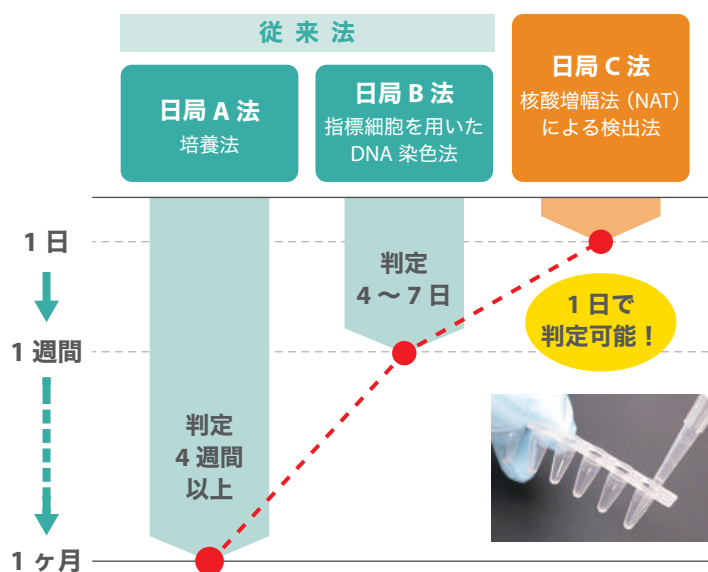 従来法
日局 A 法
培養法
日局 B 法
指標細胞を用いた
DNA 染色法
日局 C 法
核酸増幅法（NAT）
による検出法
1 日
1 週間
1 ヶ月
判定
4 週間
以上
判定
4 〜 7 日
1 日で
判定可能！